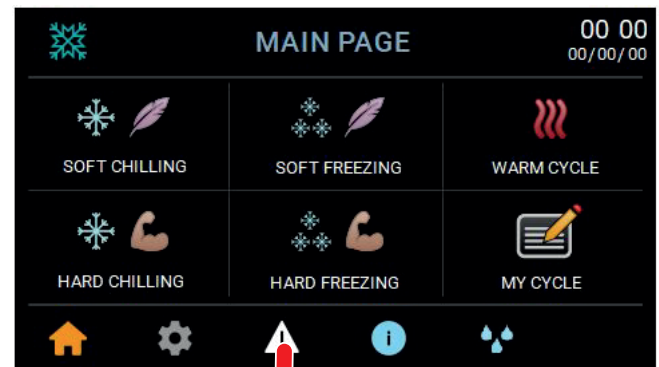 MAIN PAGE
00 00
00/00/00
SOFT CHILLING
SOFT FREEZING
WARM CYCLE
HARD CHILLING
HARD FREEZING
MY CYCLE
i